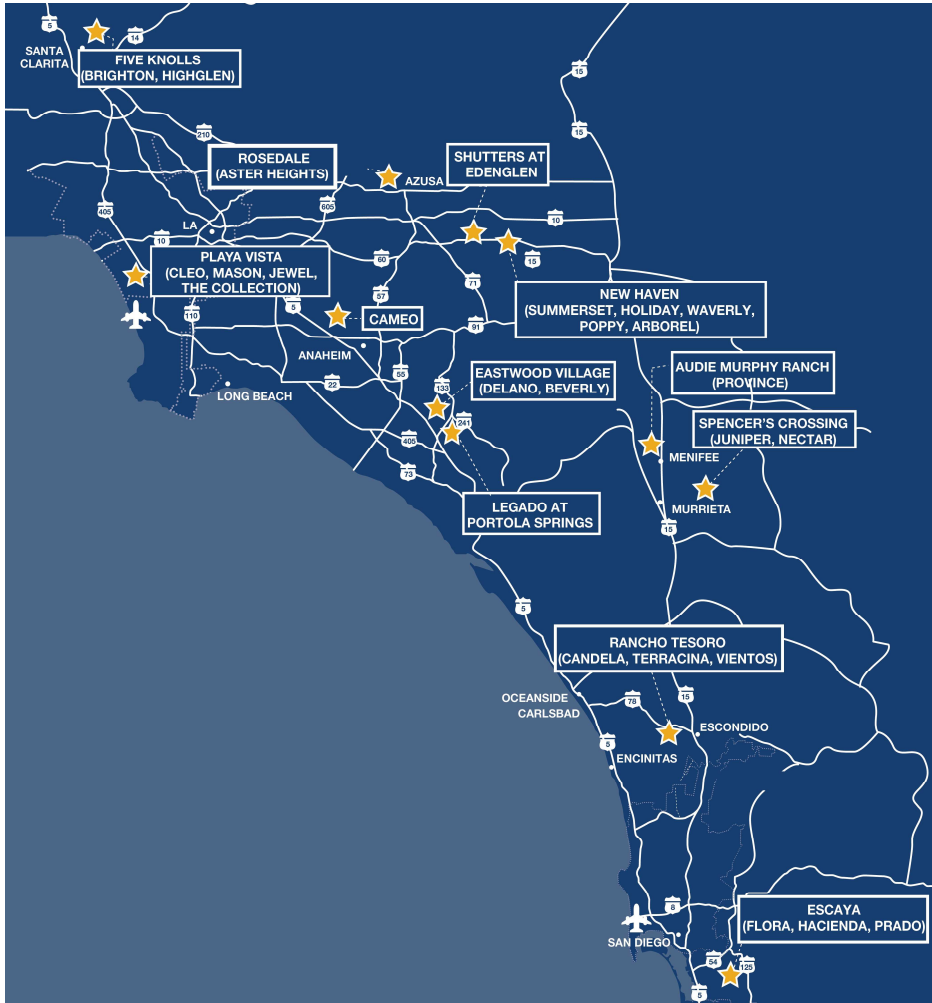 5
14
SANTA
CLARITA
FIVE KNOLLS
(BRIGHTON, HIGHGLEN)
15
15
210
ROSEDALE
(ASTER HEIGHTS)
AZUSA
SHUTTERS AT
EDENGLEN
405
605
LA
10
10
60
15
PLAYA VISTA
(CLEO, MASON, JEWEL,
THE COLLECTION)
71
57
5
110
CAMEO
91
NEW HAVEN
(SUMMERSET, HOLIDAY, WAVERLY,
POPPY, ARBOREL)
ANAHEIM
55
22
LONG BEACH
133
EASTWOOD VILLAGE
(DELANO, BEVERLY)
AUDIE MURPHY RANCH
(PROVINCE)
241
405
73
SPENCER'S CROSSING
(JUNIPER, NECTAR)
MENIFEE
LEGADO AT
PORTOLA SPRINGS
MURRIETA
15
5
RANCHO TESORO
(CANDELA, TERRACINA, VIENTOS)
OCEANSIDE
CARLSBAD
78
15
ESCONDIDO
5
ENCINITAS
8
SAN DIEGO
ESCAYA
(FLORA, HACIENDA, PRADO)
54
125
5